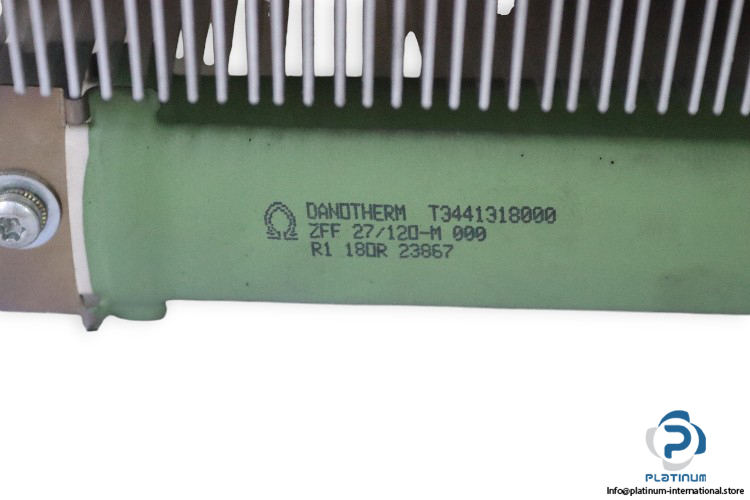 DANOTHERM T3441318000
ZFF 27/120-M 000
R1 180R 23867
PLATINUM
Info@platinum-international.store